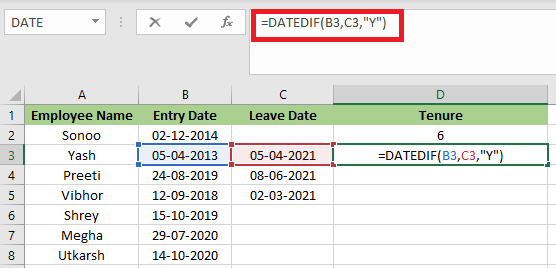 DATE =DATEDIF(B3,C3,"Y")
A B C D
1 Employee Name Entry Date Leave Date Tenure
2 Sonoo 02-12-2014 6
3 Yash 05-04-2013 05-04-2021 =DATEDIF(B3,C3,"Y")
4 Preeti 24-08-2019 08-06-2021
5 Vibhor 12-09-2018 02-03-2021
6 Shrey 15-10-2019
7 Megha 29-07-2020
8 Utkarsh 14-10-2020